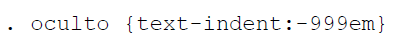 . oculto {text-indent:-999em}